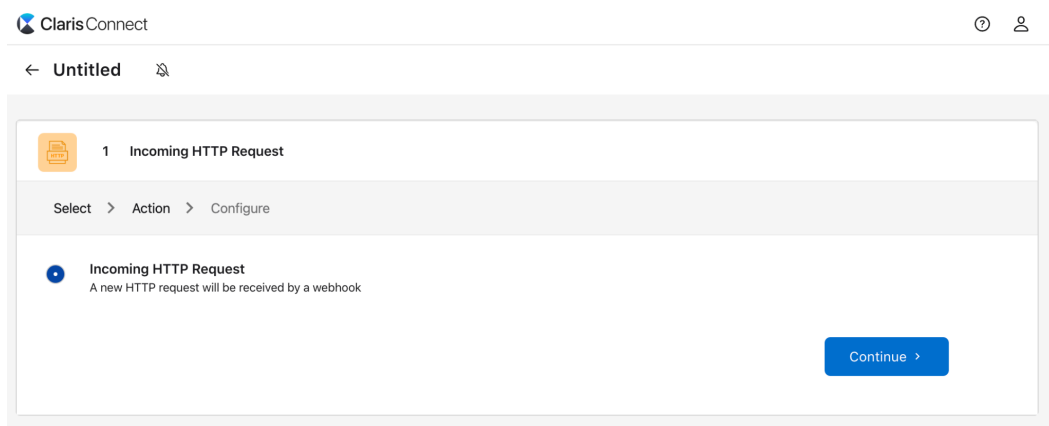 Claris Connect
Untitled
HTTP
1 Incoming HTTP Request
Select > Action > Configure
Incoming HTTP Request
A new HTTP request will be received by a webhook
Continue >